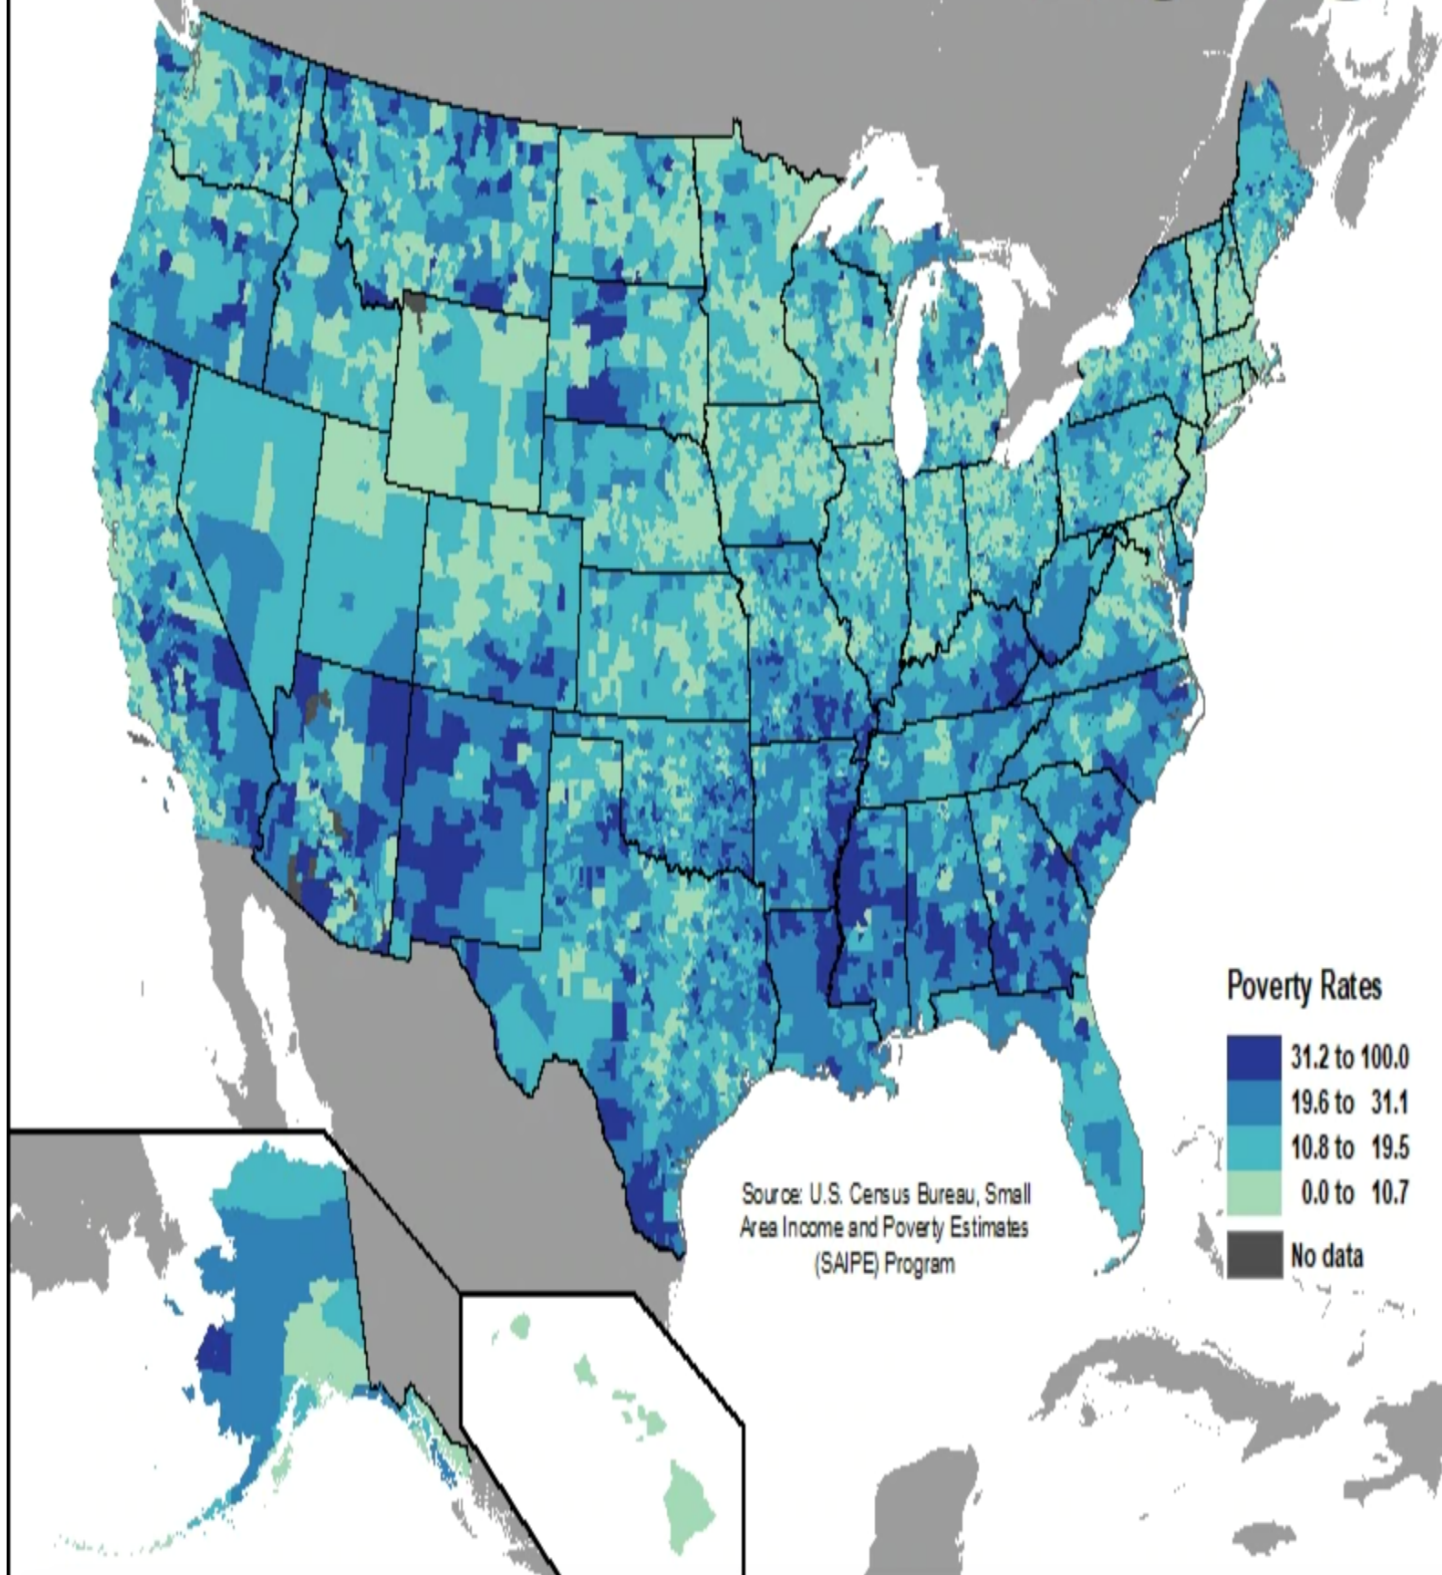 Poverty Rates
31.2 to 100.0
19.6 to 31.1
10.8 to 19.5
0.0 to 10.7
No data
Source: U.S. Census Bureau, Small
Area Income and Poverty Estimates
(SAIPE) Program